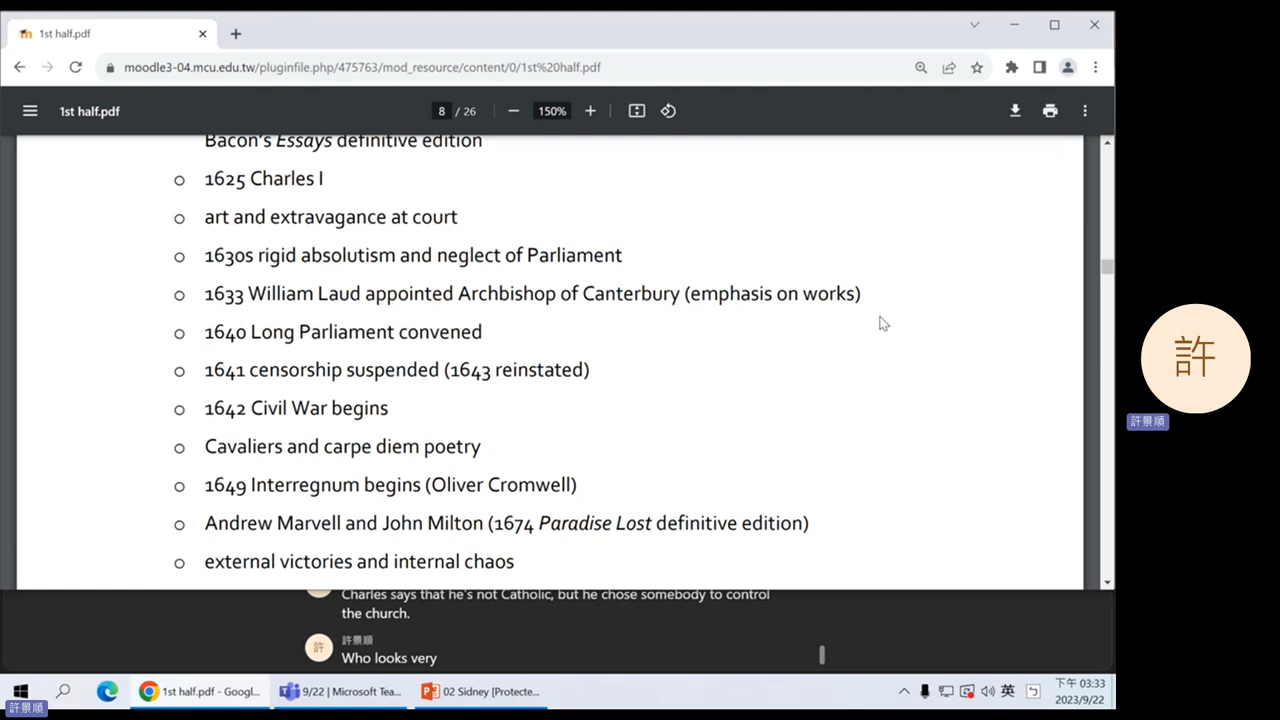 1st half.pdf
moodle3-04.mcu.edu.tw/pluginfile.php/475763/mod_resource/content/0/1st%20half.pdf
1st half.pdf
8 / 26
150%
Bacon's Essays definitive edition
1625 Charles I
art and extravagance at court
1630s rigid absolutism and neglect of Parliament
1633 William Laud appointed Archbishop of Canterbury (emphasis on works)
1640 Long Parliament convened
1641 censorship suspended (1643 reinstated)
1642 Civil War begins
Cavaliers and carpe diem poetry
1649 Interregnum begins (Oliver Cromwell)
Andrew Marvell and John Milton (1674 Paradise Lost definitive edition)
external victories and internal chaos
許
許景順
Charles says that he's not Catholic, but he chose somebody to control
the church.
許
許景順
Who looks very
1st half.pdf - Googl...
9/22 | Microsoft Tea...
02 Sidney [Protecte...
英
下午 03:33
2023/9/22
許景順